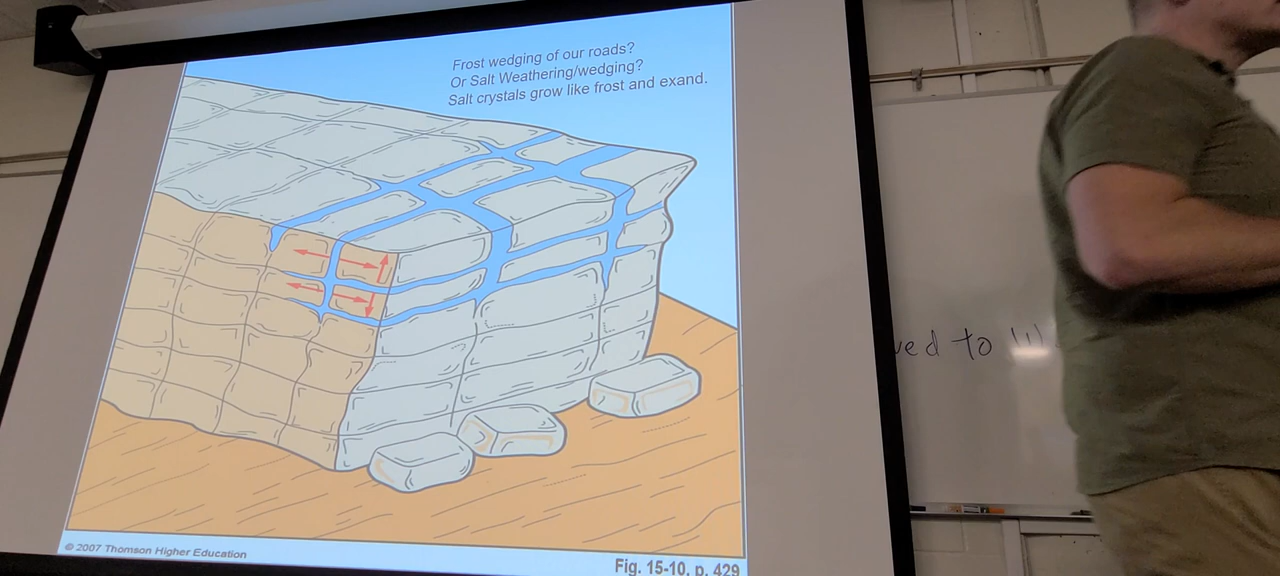 Frost wedging of our roads?
Or Salt Weathering/wedging?
Salt crystals grow like frost and exand.
© 2007 Thomson Higher Education
Fig. 15-10, p. 429
to